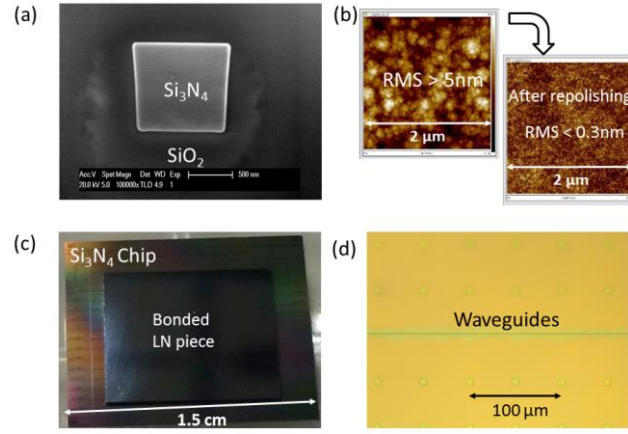 (a)
Si₃N₄
SiO₂
Acc.V Spot Magn Det WD Exp
20.0 kV 5.0 100000x TLD 4.9 1
500 nm
(b)
RMS > 5nm
2 μm
After repolishing
RMS < 0.3nm
2 μm
(c)
Si₃N₄ Chip
Bonded
LN piece
1.5 cm
(d)
Waveguides
100 μm